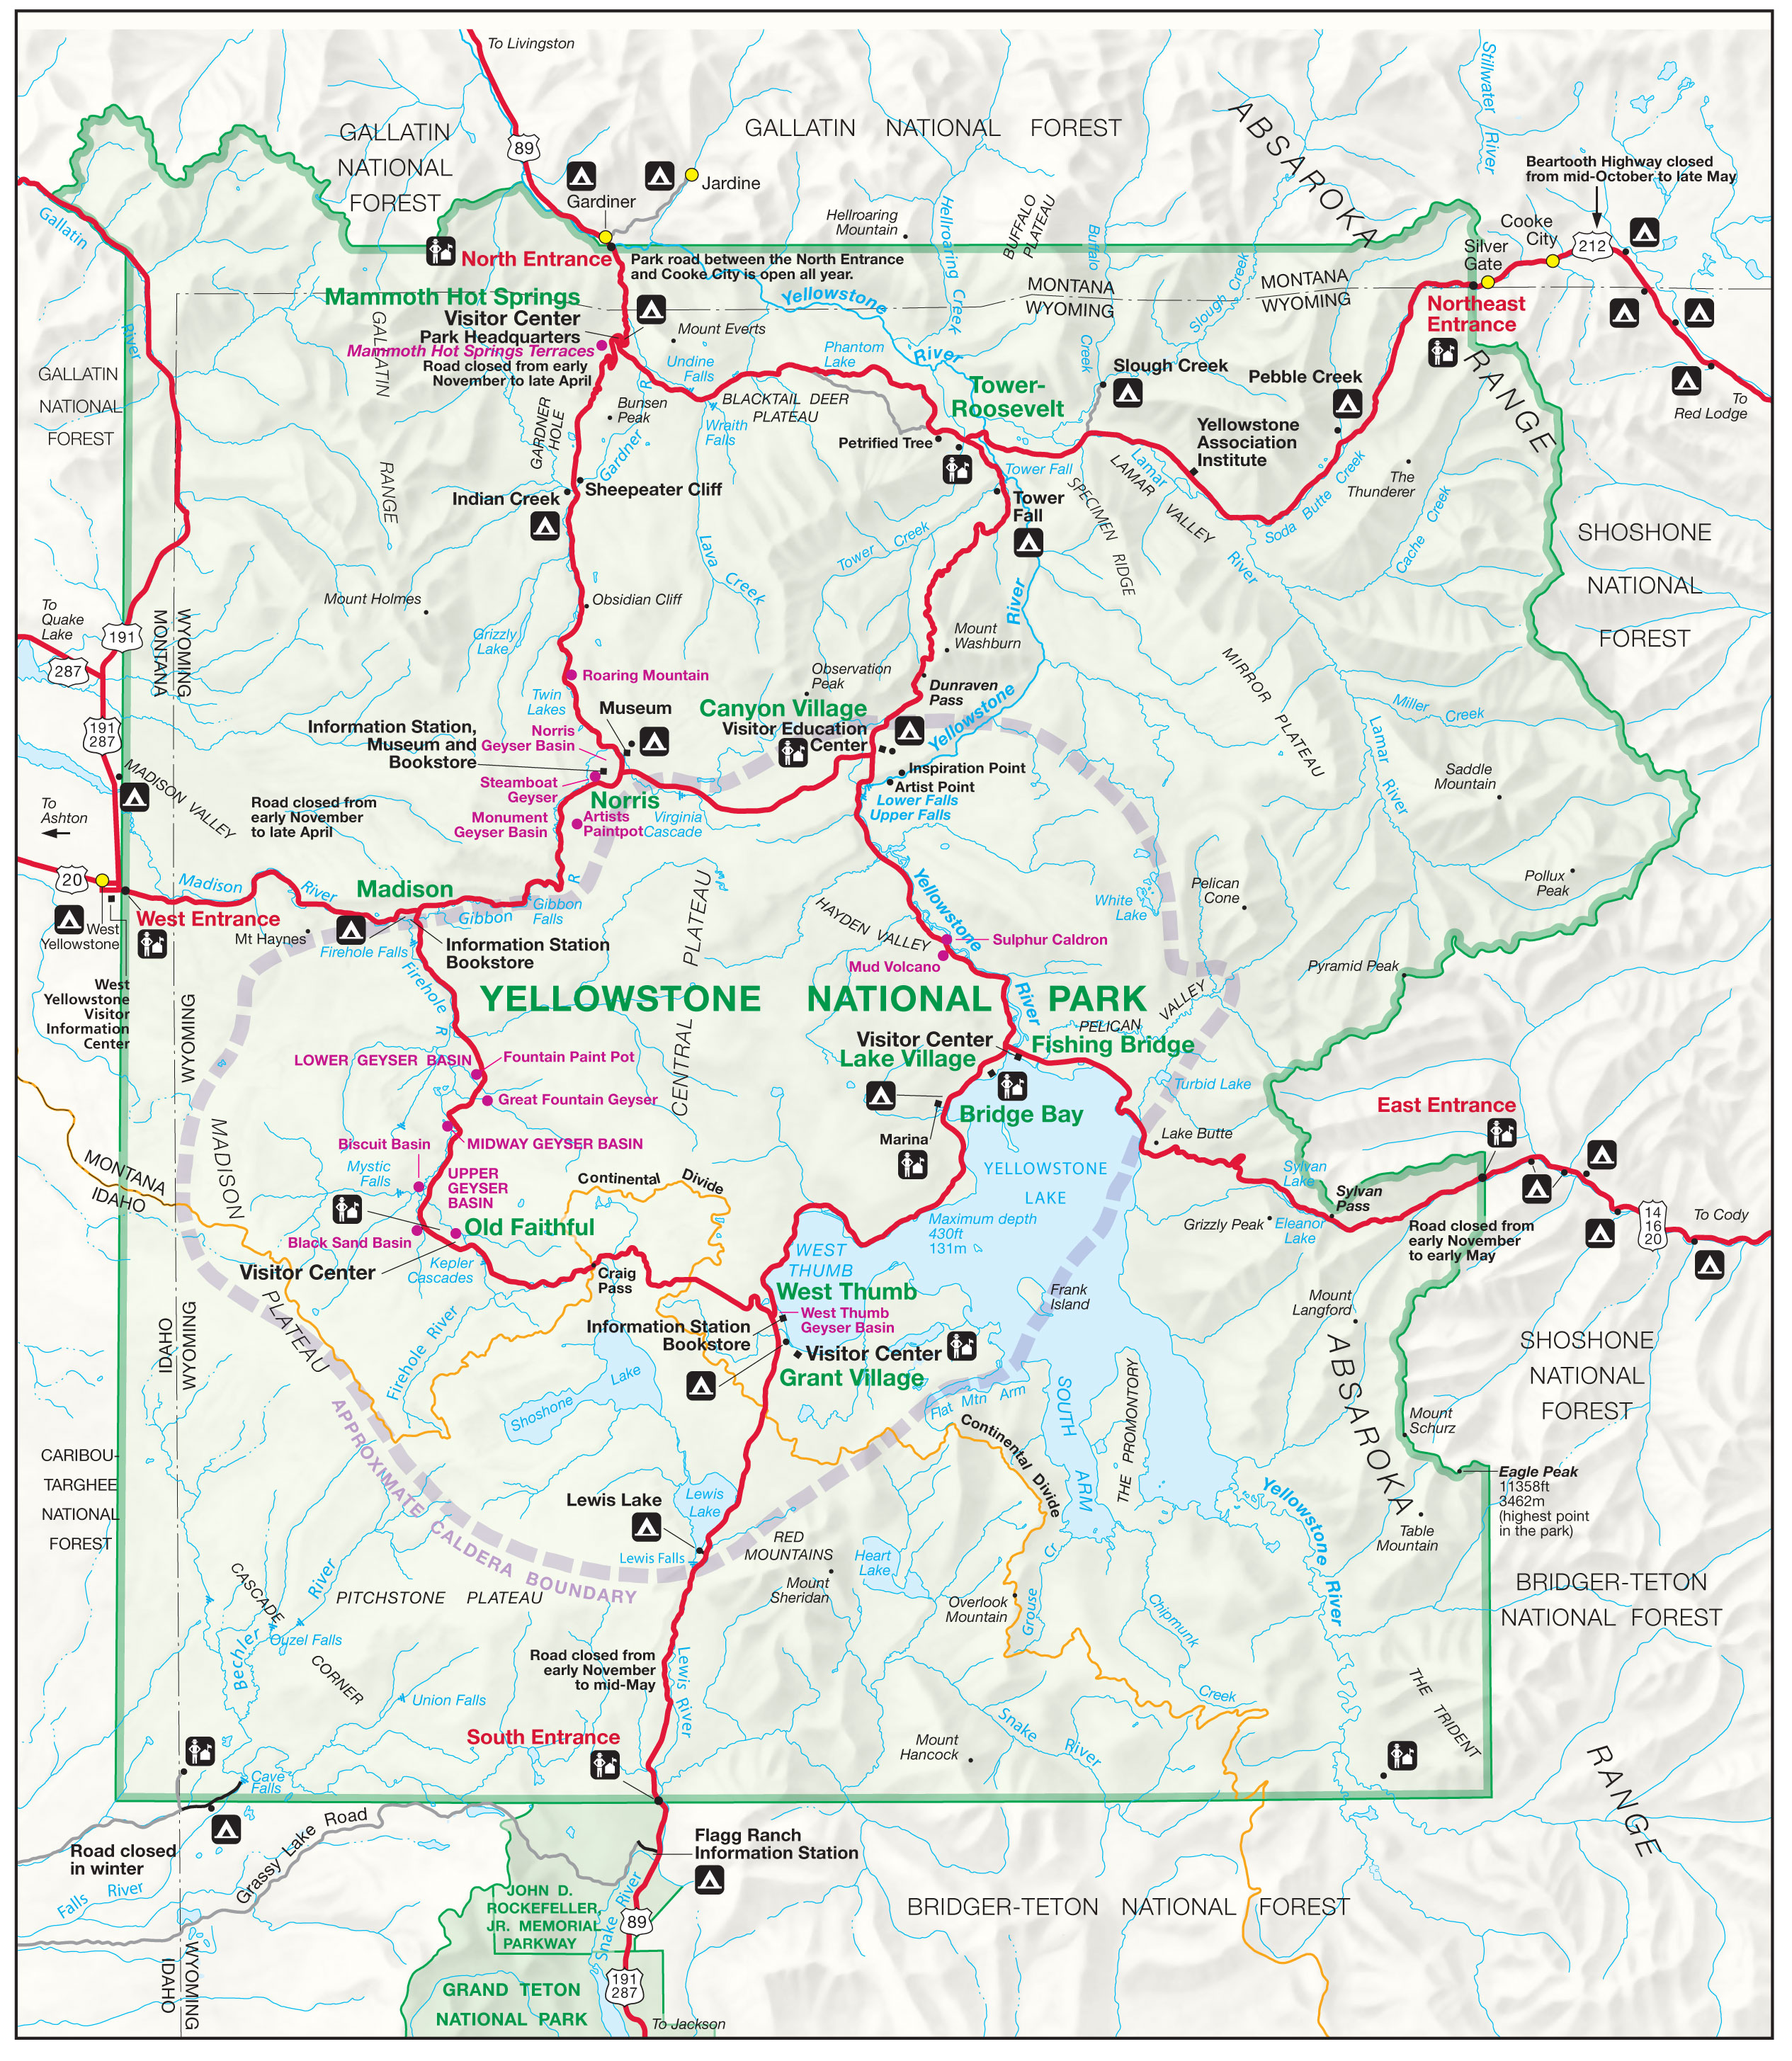 To Livingston
GALLATIN
NATIONAL
FOREST
89
GALLATIN NATIONAL FOREST
ABSAROKA
Stillwater River
Beartooth Highway closed
from mid-October to late May
Jardine
Gardiner
Hellroaring
Mountain
Hellroaring Creek
BUFFALO
PLATEAU
Buffalo
Creek
Slough Creek
Cooke
City
212
Silver
Gate
Gallatin
River
North Entrance
Park road between the North Entrance
and Cooke City is open all year.
MONTANA
WYOMING
MONTANA
WYOMING
Northeast
Entrance
RANGE
To
Red Lodge
Mammoth Hot Springs
Visitor Center
Park Headquarters
Mammoth Hot Springs Terraces
Road closed from early
November to late April
Mount Everts
Yellowstone
River
Undine
Falls
Phantom
Lake
BLACKTAIL DEER
PLATEAU
Wraith
Falls
Bunsen
Peak
GARDNER
HOLE
Gardner
R
GALLATIN
RANGE
GALLATIN
NATIONAL
FOREST
Tower-
Roosevelt
Slough Creek
Pebble Creek
Petrified Tree
Yellowstone
Association
Institute
Tower Fall
Tower
Fall
Lamar
River
LAMAR VALLEY
SPECIMEN RIDGE
Soda Butte Creek
The
Thunderer
Cache Creek
Indian Creek
Sheepeater Cliff
Lava Creek
Tower Creek
River
SHOSHONE
NATIONAL
FOREST
Mount Holmes
Obsidian Cliff
Grizzly
Lake
To
Quake
Lake
191
287
WYOMING
MONTANA
Mount
Washburn
Observation
Peak
Dunraven
Pass
Roaring Mountain
Twin
Lakes
MIRROR PLATEAU
Miller Creek
Lamar River
Saddle
Mountain
191
287
Museum
Information Station,
Museum and
Bookstore
Norris
Geyser Basin
Steamboat
Geyser
Norris
Monument
Geyser Basin
Artists
Paintpot
Virginia
Cascade
Canyon Village
Visitor Education
Center
Yellowstone
Inspiration Point
Artist Point
Lower Falls
Upper Falls
MADISON VALLEY
To
Ashton
Road closed from
early November
to late April
20
Madison River
Madison
Gibbon
R
Gibbon
Falls
West Entrance
West
Yellowstone
Mt Haynes
Firehole Falls
Information Station
Bookstore
Firehole R
CENTRAL PLATEAU
HAYDEN VALLEY
Yellowstone
River
Sulphur Caldron
Mud Volcano
White
Lake
Pelican
Cone
Pollux
Peak
Pyramid Peak
West
Yellowstone
Visitor
Information
Center
YELLOWSTONE NATIONAL PARK
WYOMING
PELICAN VALLEY
Visitor Center
Lake Village
Fishing Bridge
LOWER GEYSER BASIN
Fountain Paint Pot
Great Fountain Geyser
Turbid Lake
Bridge Bay
Marina
East Entrance
Lake Butte
MIDWAY GEYSER BASIN
Biscuit Basin
Mystic
Falls
UPPER
GEYSER
BASIN
MONTANA
IDAHO
MADISON
PLATEAU
Continental Divide
YELLOWSTONE
LAKE
Maximum depth
430ft
131m
Sylvan
Lake
Sylvan
Pass
Grizzly Peak
Eleanor
Lake
Road closed from
early November
to early May
14
16
20
To Cody
Old Faithful
Black Sand Basin
Visitor Center
Kepler
Cascades
Craig
Pass
WEST
THUMB
West Thumb
West Thumb
Geyser Basin
Information Station
Bookstore
Visitor Center
Grant Village
Frank
Island
Mount
Langford
ABSAROKA
SHOSHONE
NATIONAL
FOREST
IDAHO
WYOMING
Firehole River
Shoshone
Lake
Flat Mtn Arm
SOUTH
ARM
THE PROMONTORY
Continental Divide
Mount
Schurz
Eagle Peak
11358ft
3462m
(highest point
in the park)
Table
Mountain
CARIBOU-
TARGHEE
NATIONAL
FOREST
APPROXIMATE CALDERA BOUNDARY
Lewis
Lake
Lewis Lake
Lewis Falls
RED
MOUNTAINS
Mount
Sheridan
Heart
Lake
Overlook
Mountain
Grouse
Cr
Chipmunk
Creek
Yellowstone
River
BRIDGER-TETON
NATIONAL FOREST
CASCADE
CORNER
PITCHSTONE PLATEAU
River
Bechler
Ouzel Falls
Union Falls
Road closed from
early November
to mid-May
Lewis River
South Entrance
Mount
Hancock
Snake River
THE TRIDENT
RANGE
Cave
Falls
Road closed
in winter
Falls River
Grassy Lake Road
Flagg Ranch
Information Station
JOHN D.
ROCKEFELLER,
JR. MEMORIAL
PARKWAY
Snake River
89
BRIDGER-TETON NATIONAL FOREST
IDAHO
WYOMING
GRAND TETON
NATIONAL PARK
191
287
To Jackson